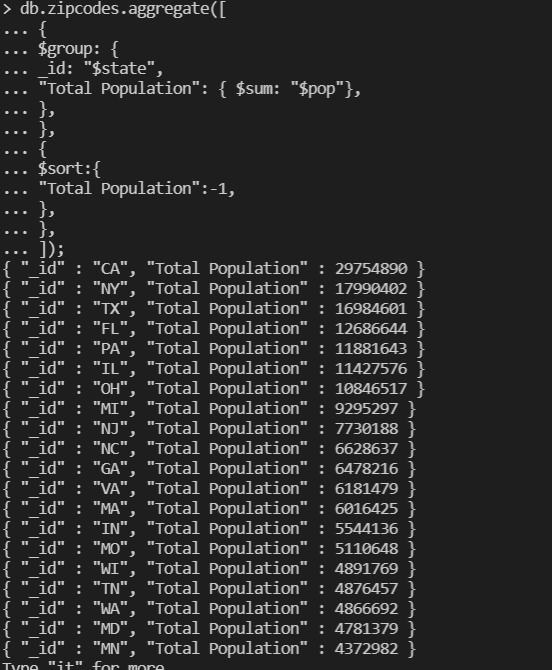 > db.zipcodes.aggregate([
... {
... $group: {
... _id: "$state",
... "Total Population": { $sum: "$pop"},
... },
... },
... {
... $sort:{
... "Total Population":-1,
... },
... },
... ]);
{ "_id" : "CA", "Total Population" : 29754890 }
{ "_id" : "NY", "Total Population" : 17990402 }
{ "_id" : "TX", "Total Population" : 16984601 }
{ "_id" : "FL", "Total Population" : 12686644 }
{ "_id" : "PA", "Total Population" : 11881643 }
{ "_id" : "IL", "Total Population" : 11427576 }
{ "_id" : "OH", "Total Population" : 10846517 }
{ "_id" : "MI", "Total Population" : 9295297 }
{ "_id" : "NJ", "Total Population" : 7730188 }
{ "_id" : "NC", "Total Population" : 6628637 }
{ "_id" : "GA", "Total Population" : 6478216 }
{ "_id" : "VA", "Total Population" : 6181479 }
{ "_id" : "MA", "Total Population" : 6016425 }
{ "_id" : "IN", "Total Population" : 5544136 }
{ "_id" : "MO", "Total Population" : 5110648 }
{ "_id" : "WI", "Total Population" : 4891769 }
{ "_id" : "TN", "Total Population" : 4876457 }
{ "_id" : "WA", "Total Population" : 4866692 }
{ "_id" : "MD", "Total Population" : 4781379 }
{ "_id" : "MN", "Total Population" : 4372982 }
Type "it" for more